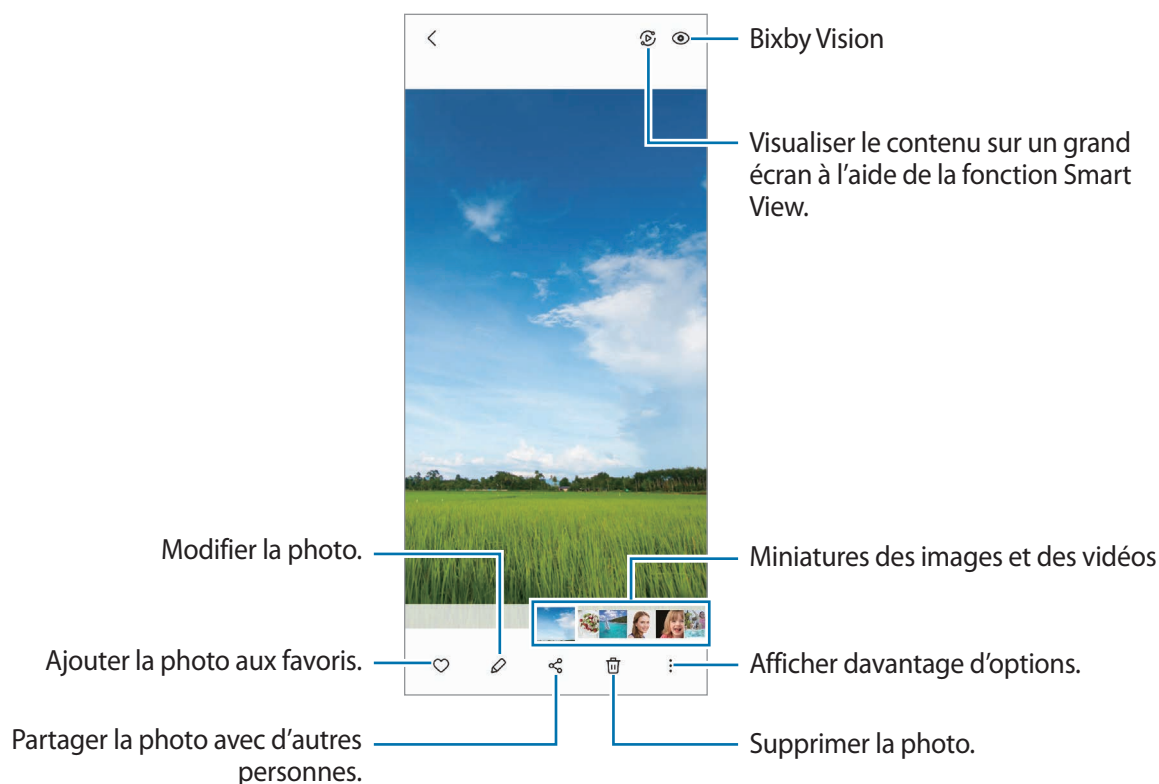 Bixby Vision
Visualiser le contenu sur un grand
écran à l’aide de la fonction Smart
View.
Modifier la photo.
Miniatures des images et des vidéos
Ajouter la photo aux favoris.
Afficher davantage d’options.
Partager la photo avec d’autres
personnes.
Supprimer la photo.